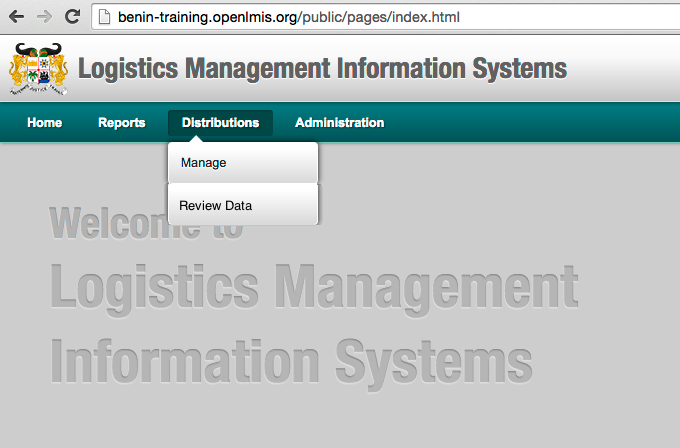 benin-training.openlmis.org/public/pages/index.html
Logistics Management Information Systems
Home Reports Distributions Administration
Manage
Review Data
Welcome to
Logistics Management
Information Systems